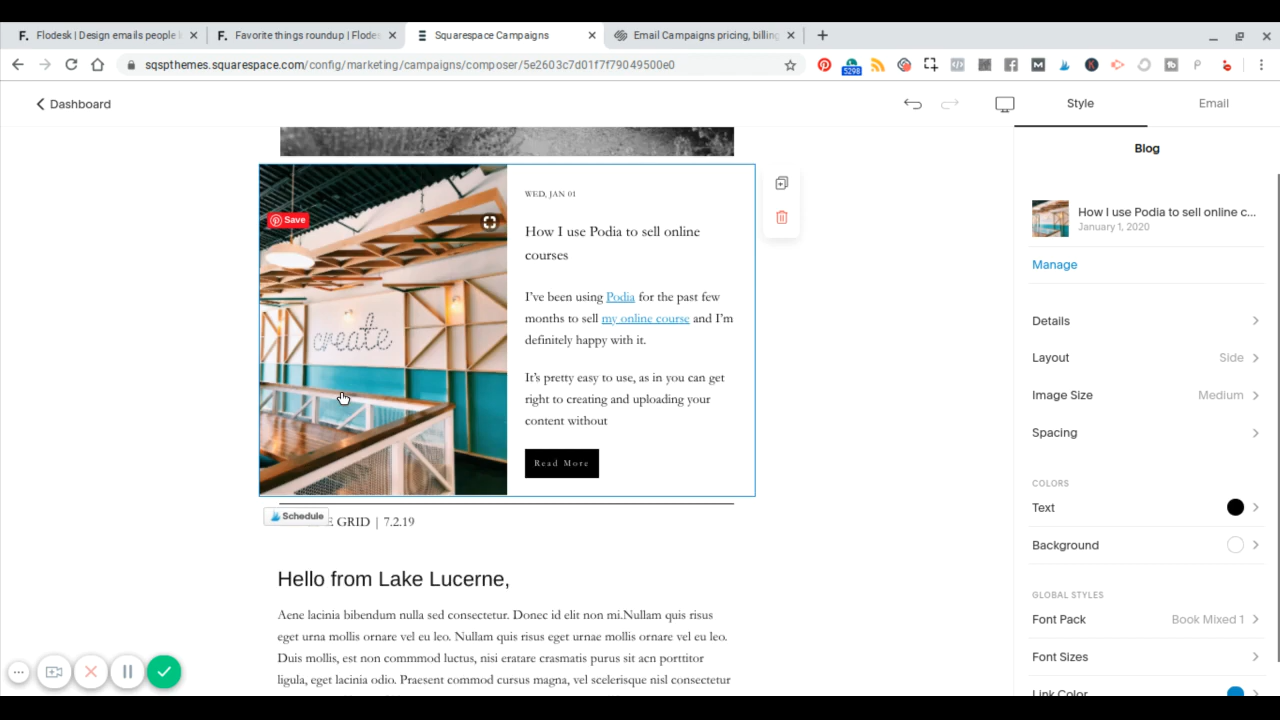 Flodesk | Design emails people l
Favorite things roundup | Flodes
Squarespace Campaigns
Email Campaigns pricing, billing
sqspthemes.squarespace.com/config/marketing/campaigns/composer/5e2603c7d01f7f79049500e0
5298
Dashboard
Style
Email
Blog
Save
WED, JAN 01
How I use Podia to sell online
courses
I've been using Podia for the past few
months to sell my online course and I'm
definitely happy with it.
It's pretty easy to use, as in you can get
right to creating and uploading your
content without
Read More
create
Schedule
E GRID | 7.2.19
Hello from Lake Lucerne,
Aene lacinia bibendum nulla sed consectetur. Donec id elit non mi.Nullam quis risus
eget urna mollis ornare vel eu leo. Nullam quis risus eget urnae mollis ornare vel eu leo.
Duis mollis, est non commmod luctus, nisi eratare crasmatis purus sit acn porttitor
ligula, eget lacinia odio. Praesent commod cursus magna, vel scelerisque nisl consectetur
How I use Podia to sell online c...
January 1, 2020
Manage
Details
Layout Side
Image Size Medium
Spacing
COLORS
Text
Background
GLOBAL STYLES
Font Pack Book Mixed 1
Font Sizes
Link Color